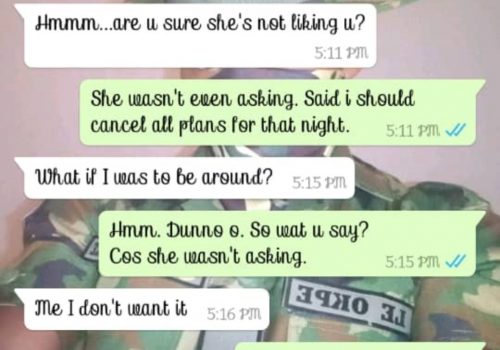 Hmmm...are u sure she's not liking u?
5:11 PM
She wasn't even asking. Said i should
cancel all plans for that night.
5:11 PM
What if I was to be around?
5:15 PM
Hmm. Dunno o. So wat u say?
Cos she wasn't asking.
5:15 PM
Me I don't want it
5:16 PM
LE OKPE